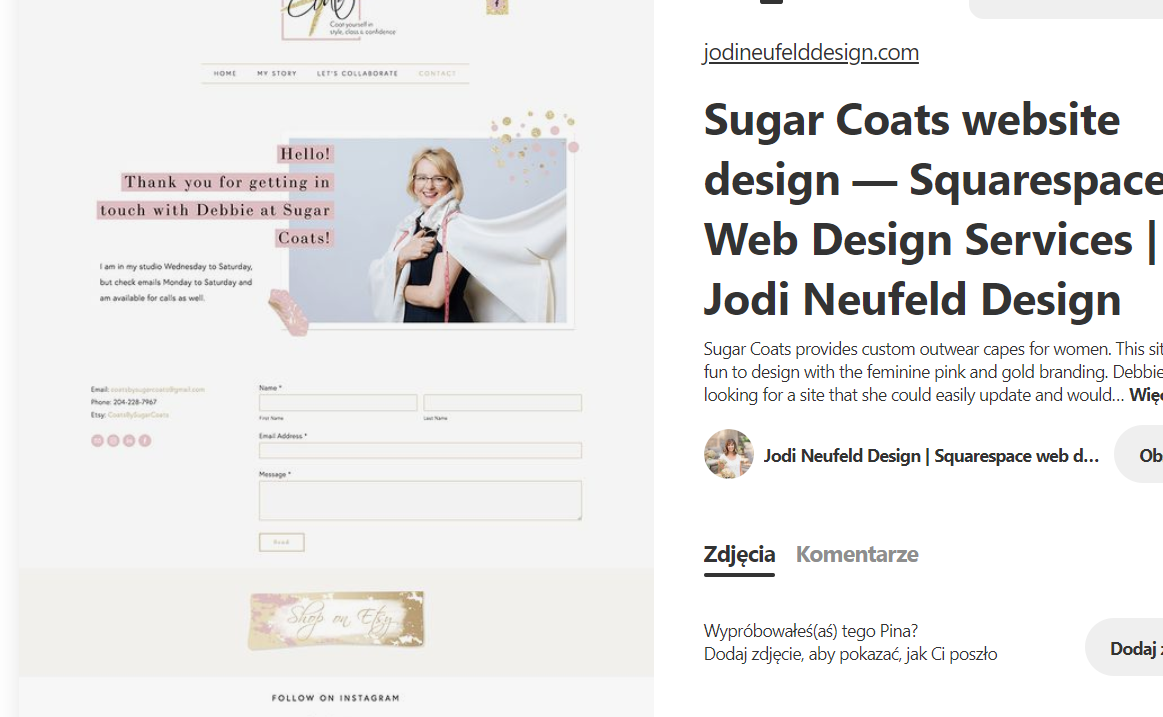 Coat yourself in
style, class & confidence
HOME MY STORY LET'S COLLABORATE CONTACT
Hello!
Thank you for getting in
touch with Debbie at Sugar
Coats!
I am in my studio Wednesday to Saturday,
but check emails Monday to Saturday and
am available for calls as well.
Email: coatsbysugarcoats@gmail.com
Phone: 204-228-7967
Etsy: CoatsBySugarCoats
Name *
First Name Last Name
Email Address *
Message *
Send
Shop on Etsy
FOLLOW ON INSTAGRAM
jodineufelddesign.com
Sugar Coats website
design — Squarespace
Web Design Services |
Jodi Neufeld Design
Sugar Coats provides custom outwear capes for women. This sit
fun to design with the feminine pink and gold branding. Debbie
looking for a site that she could easily update and would... Więc
Jodi Neufeld Design | Squarespace web d...
Ob
Zdjęcia Komentarze
Wypróbowałeś(aś) tego Pina?
Dodaj zdjęcie, aby pokazać, jak Ci poszło
Dodaj z